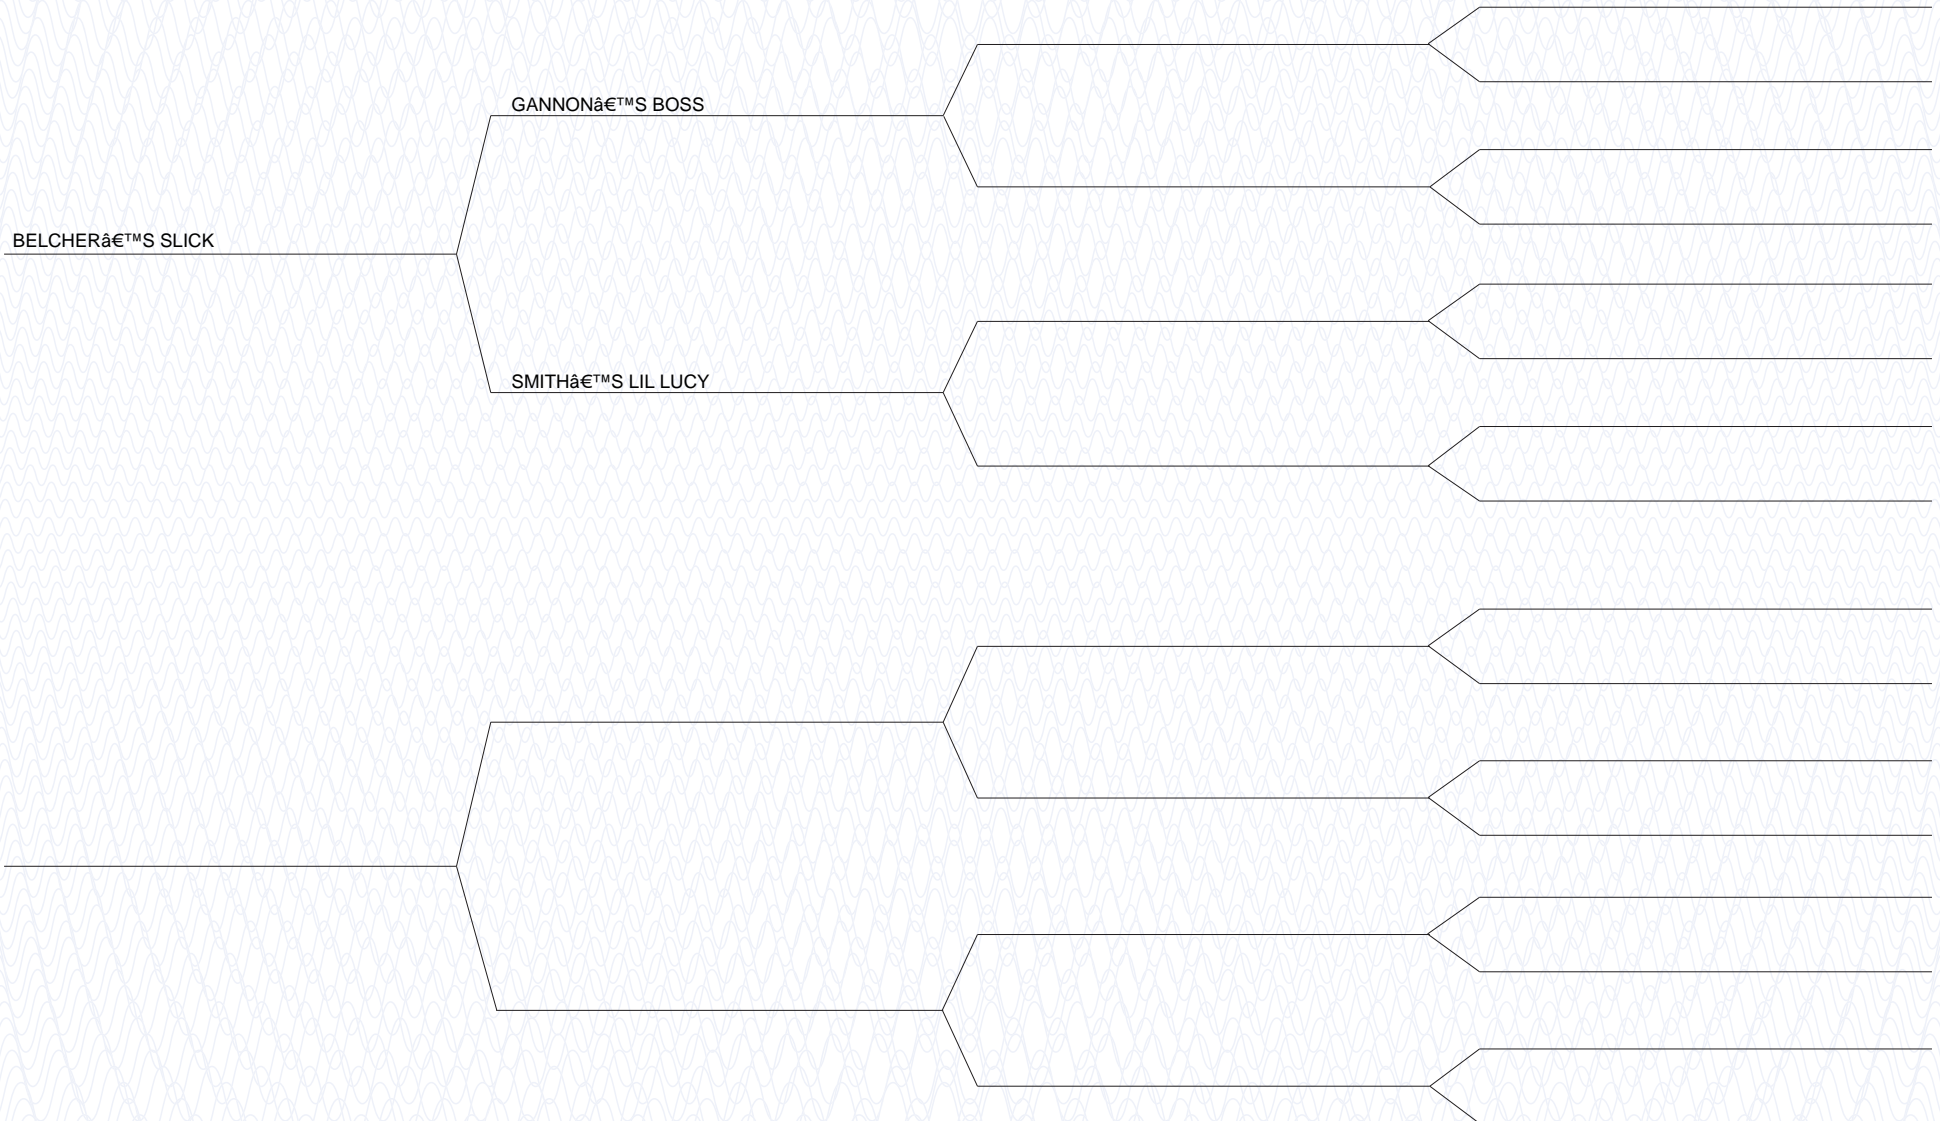 GANNONâ€™S BOSS
BELCHERâ€™S SLICK
SMITHâ€™S LIL LUCY